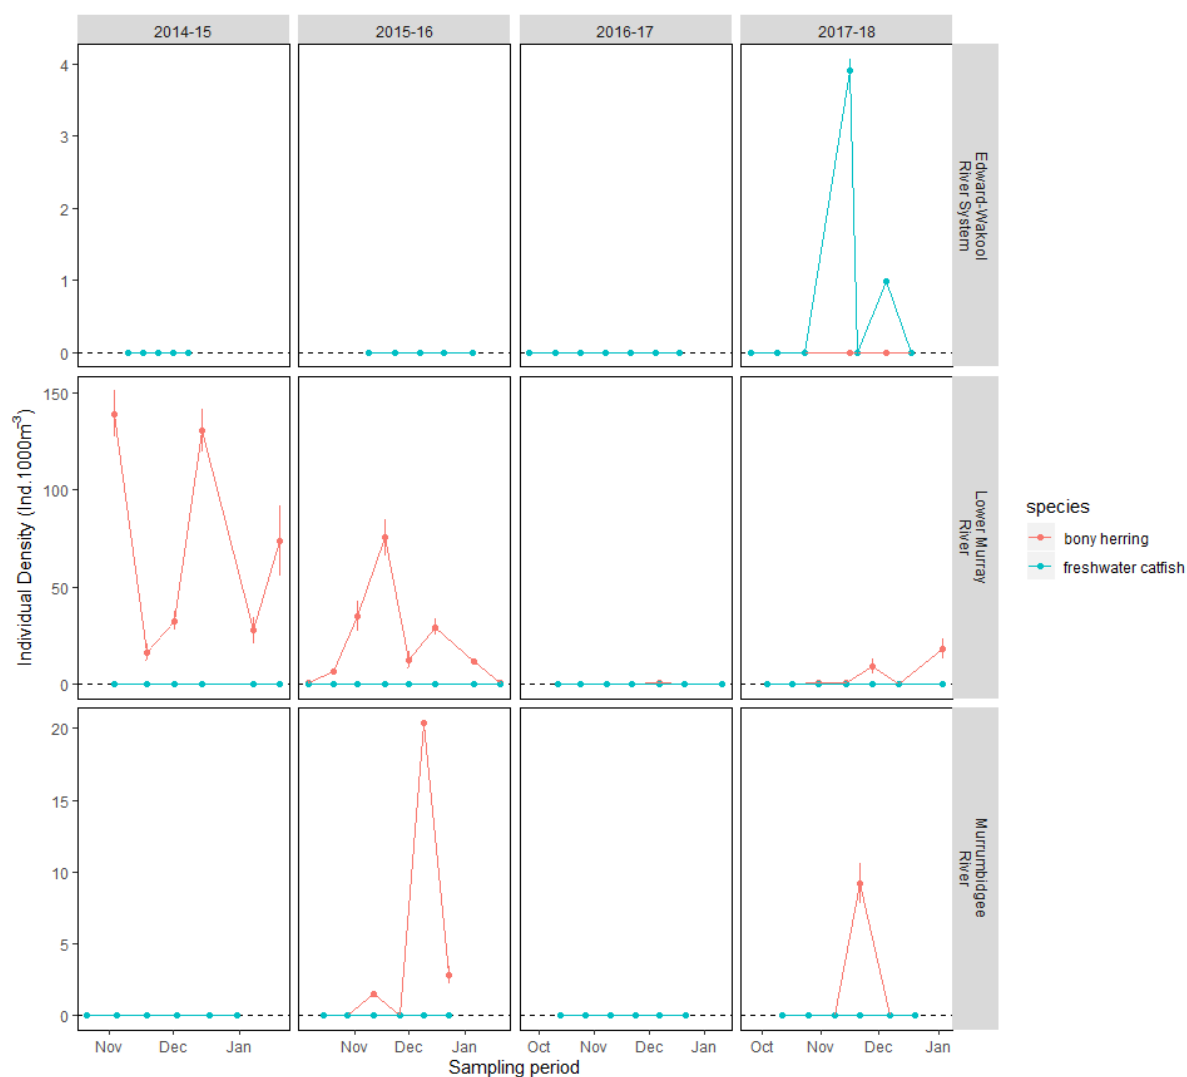 2014-15 2015-16 2016-17 2017-18
4
3
2
1
0
Edward-Wakool
River System
150
100
50
0
Lower Murray
River
20
15
10
5
0
Murrumbidgee
River
Individual Density (Ind.1000m⁻³)
Nov Dec Jan Nov Dec Jan Oct Nov Dec Jan Oct Nov Dec Jan
Sampling period
species
bony herring
freshwater catfish